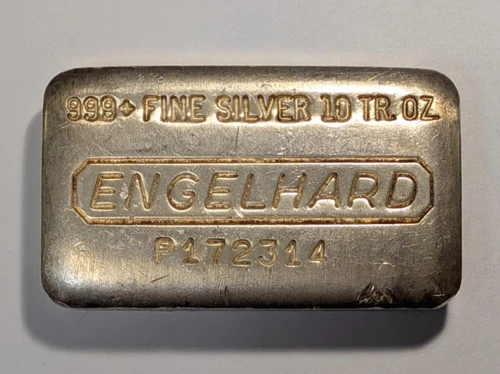 999+ FINE SILVER 10 TR. OZ
ENGELHARD
P172314